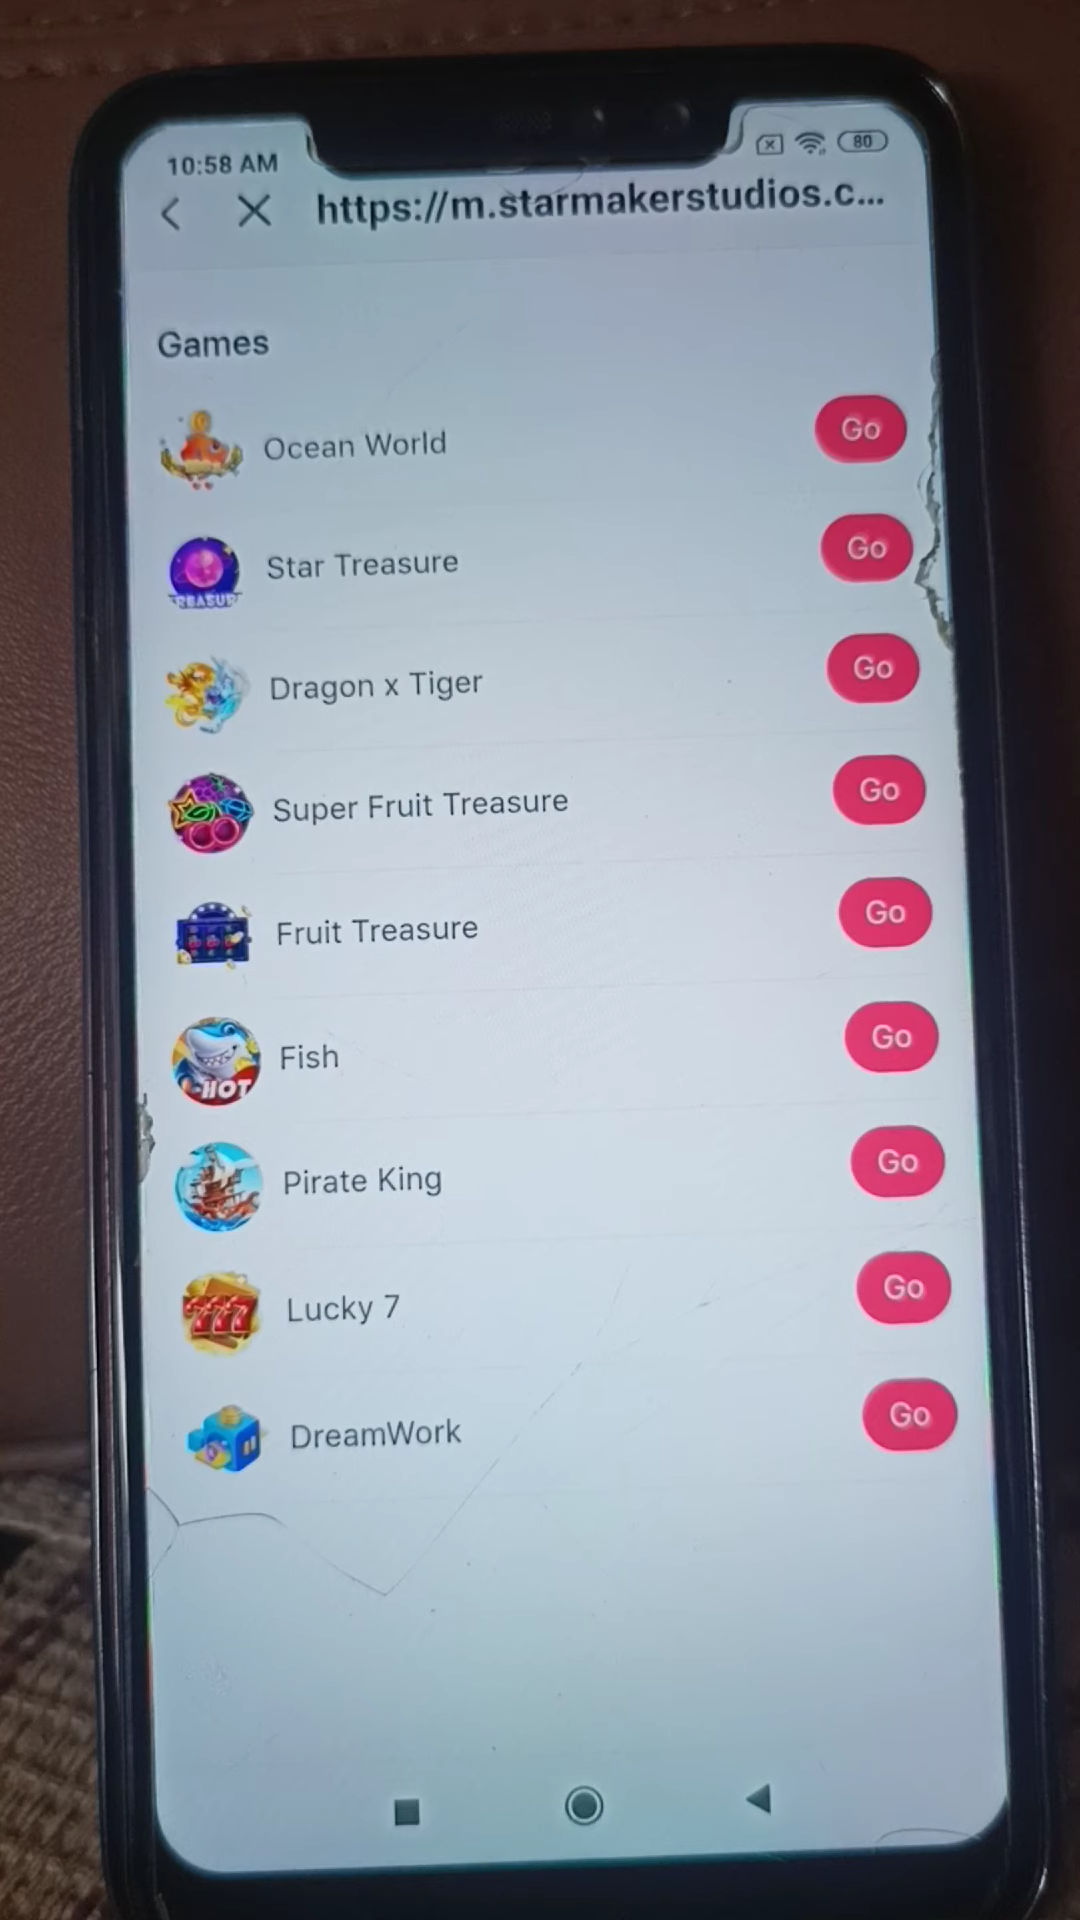 10:58 AM
80
https://m.starmakerstudios.c...
Games
Ocean World
Go
Star Treasure
Go
Dragon x Tiger
Go
Super Fruit Treasure
Go
Fruit Treasure
Go
HOT
Fish
Go
Pirate King
Go
777
Lucky 7
Go
DreamWork
Go